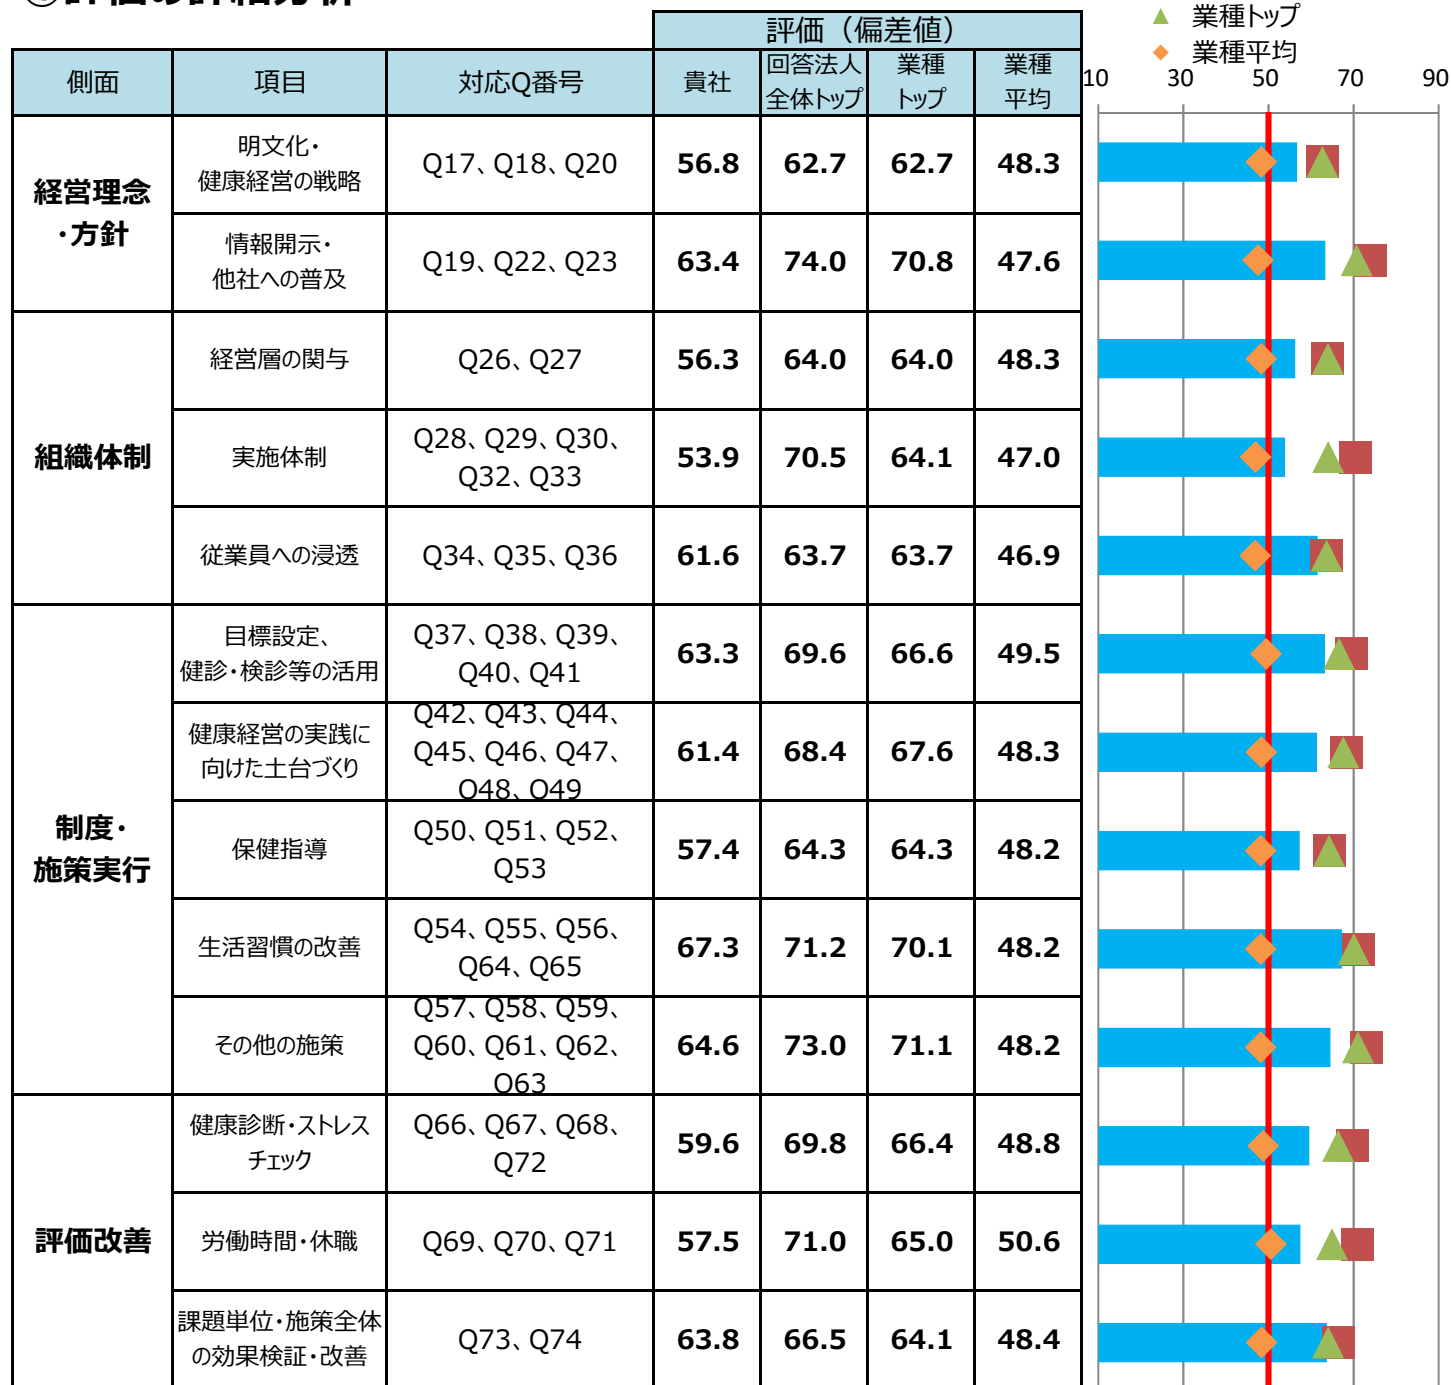 評価の詳細分析
▲ 業種トップ
◆ 業種平均
評価（偏差値）
側面 項目 対応Q番号 貴社 回答法人全体トップ 業種トップ 業種平均
10 30 50 70 90
経営理念
・方針
明文化・
健康経営の戦略
Q17、Q18、Q20 56.8 62.7 62.7 48.3
情報開示・
他社への普及
Q19、Q22、Q23 63.4 74.0 70.8 47.6
組織体制
経営層の関与 Q26、Q27 56.3 64.0 64.0 48.3
実施体制
Q28、Q29、Q30、
Q32、Q33
53.9 70.5 64.1 47.0
従業員への浸透 Q34、Q35、Q36 61.6 63.7 63.7 46.9
制度・
施策実行
目標設定、
健診・検診等の活用
Q37、Q38、Q39、
Q40、Q41
63.3 69.6 66.6 49.5
健康経営の実践に
向けた土台づくり
Q42、Q43、Q44、
Q45、Q46、Q47、
Q48、Q49
61.4 68.4 67.6 48.3
保健指導
Q50、Q51、Q52、
Q53
57.4 64.3 64.3 48.2
生活習慣の改善
Q54、Q55、Q56、
Q64、Q65
67.3 71.2 70.1 48.2
その他の施策
Q57、Q58、Q59、
Q60、Q61、Q62、
Q63
64.6 73.0 71.1 48.2
評価改善
健康診断・ストレス
チェック
Q66、Q67、Q68、
Q72
59.6 69.8 66.4 48.8
労働時間・休職 Q69、Q70、Q71 57.5 71.0 65.0 50.6
課題単位・施策全体
の効果検証・改善
Q73、Q74 63.8 66.5 64.1 48.4